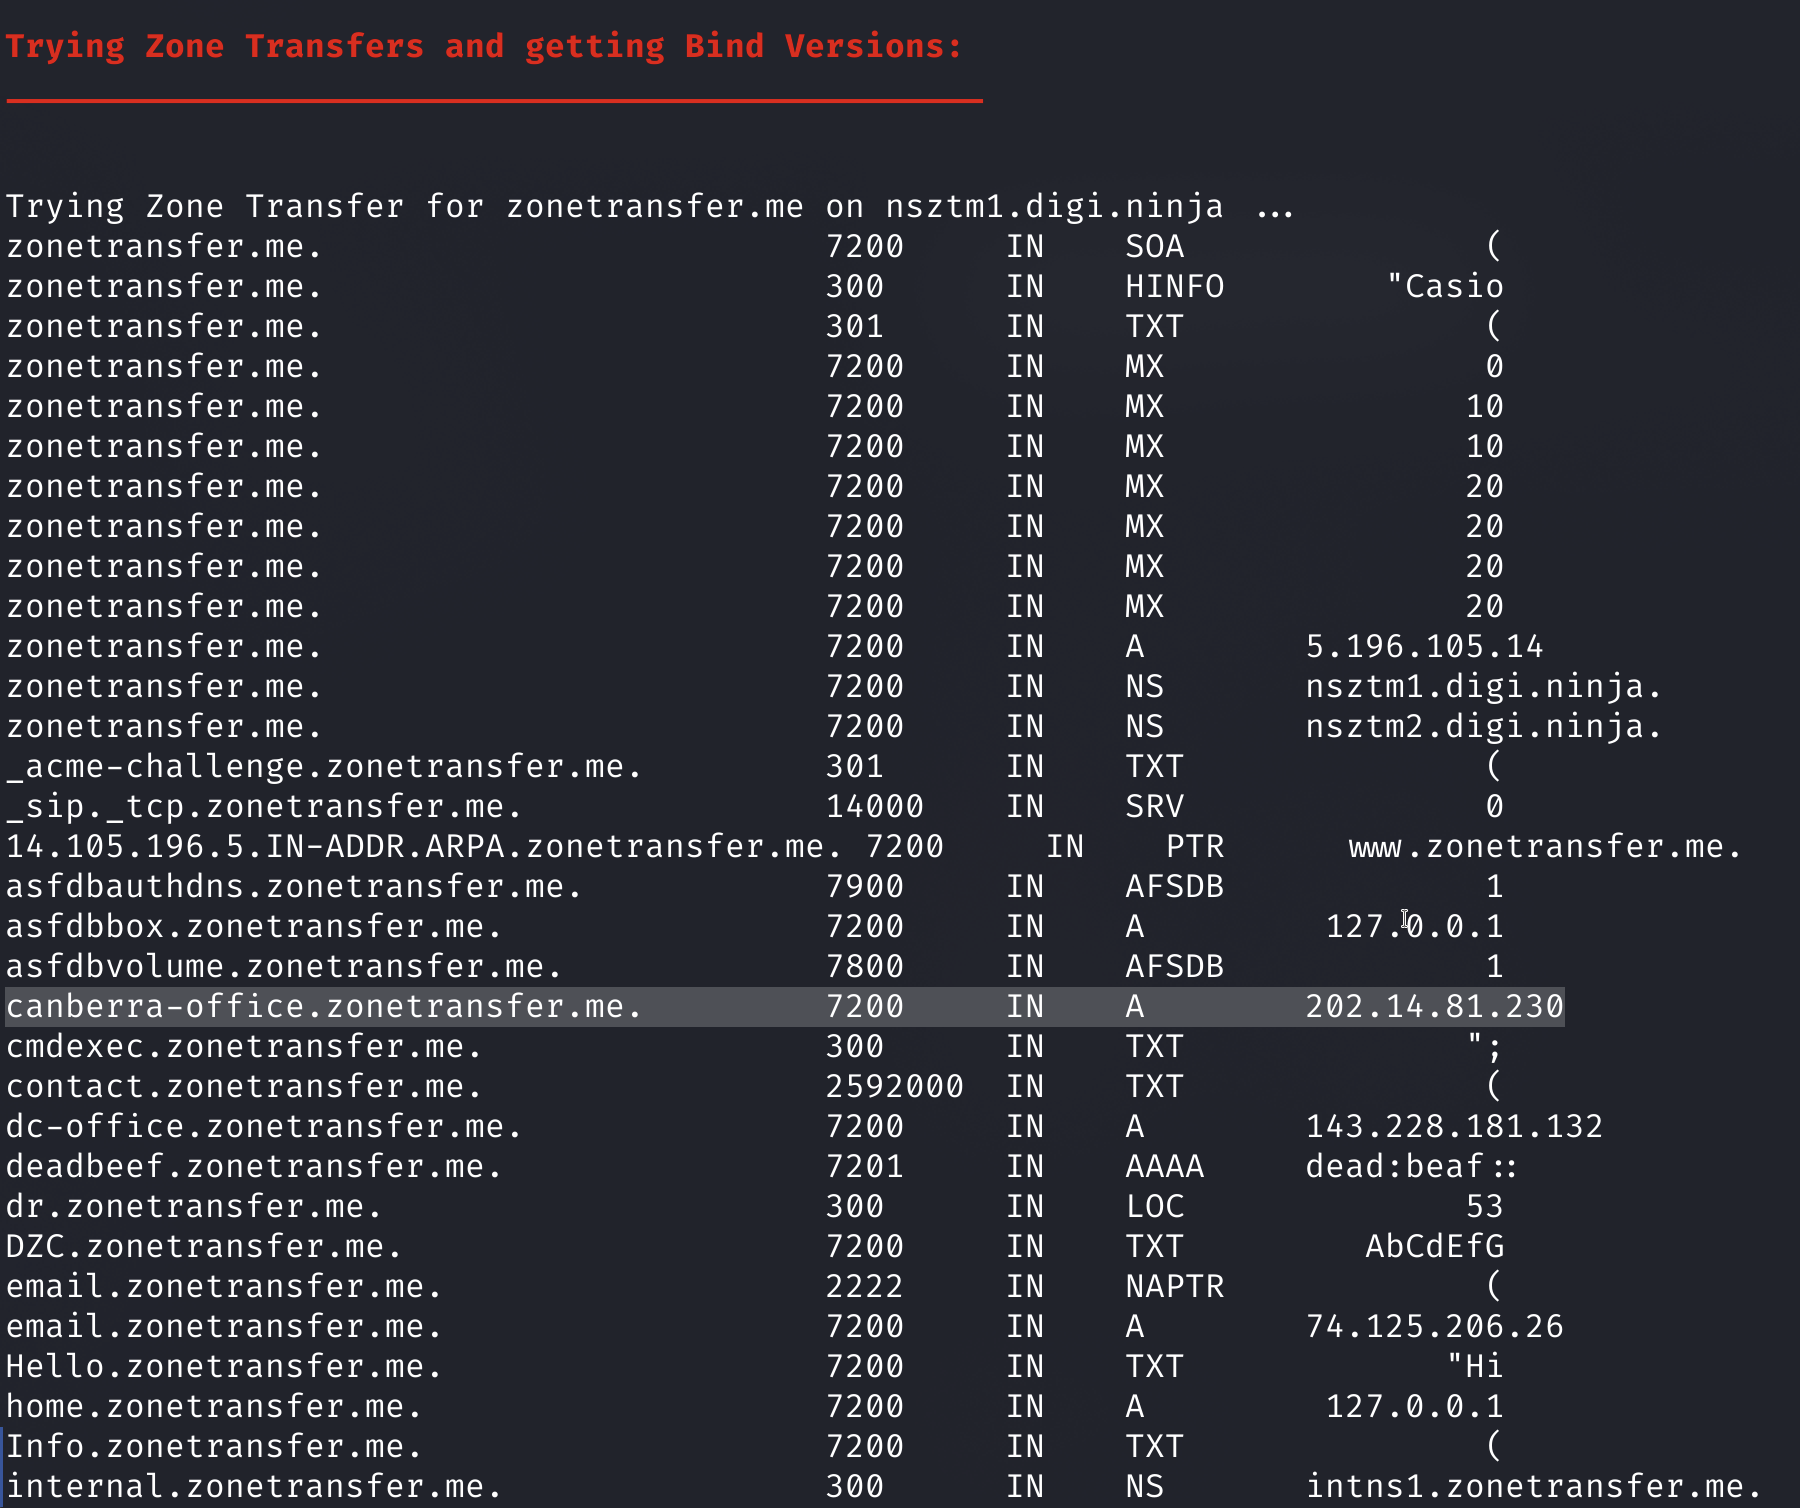 Trying Zone Transfers and getting Bind Versions:
Trying Zone Transfer for zonetransfer.me on nsztm1.digi.ninja ...
zonetransfer.me. 7200 IN SOA (
zonetransfer.me. 300 IN HINFO "Casio
zonetransfer.me. 301 IN TXT (
zonetransfer.me. 7200 IN MX 0
zonetransfer.me. 7200 IN MX 10
zonetransfer.me. 7200 IN MX 10
zonetransfer.me. 7200 IN MX 20
zonetransfer.me. 7200 IN MX 20
zonetransfer.me. 7200 IN MX 20
zonetransfer.me. 7200 IN MX 20
zonetransfer.me. 7200 IN A 5.196.105.14
zonetransfer.me. 7200 IN NS nsztm1.digi.ninja.
zonetransfer.me. 7200 IN NS nsztm2.digi.ninja.
_acme-challenge.zonetransfer.me. 301 IN TXT (
_sip._tcp.zonetransfer.me. 14000 IN SRV 0
14.105.196.5.IN-ADDR.ARPA.zonetransfer.me. 7200 IN PTR www.zonetransfer.me.
asfdbauthdns.zonetransfer.me. 7900 IN AFSDB 1
asfdbbox.zonetransfer.me. 7200 IN A 127.0.0.1
asfdbvolume.zonetransfer.me. 7800 IN AFSDB 1
canberra-office.zonetransfer.me. 7200 IN A 202.14.81.230
cmdexec.zonetransfer.me. 300 IN TXT ";
contact.zonetransfer.me. 2592000 IN TXT (
dc-office.zonetransfer.me. 7200 IN A 143.228.181.132
deadbeef.zonetransfer.me. 7201 IN AAAA dead:beaf::
dr.zonetransfer.me. 300 IN LOC 53
DZC.zonetransfer.me. 7200 IN TXT AbCdEfG
email.zonetransfer.me. 2222 IN NAPTR (
email.zonetransfer.me. 7200 IN A 74.125.206.26
Hello.zonetransfer.me. 7200 IN TXT "Hi
home.zonetransfer.me. 7200 IN A 127.0.0.1
Info.zonetransfer.me. 7200 IN TXT (
internal.zonetransfer.me. 300 IN NS intns1.zonetransfer.me.